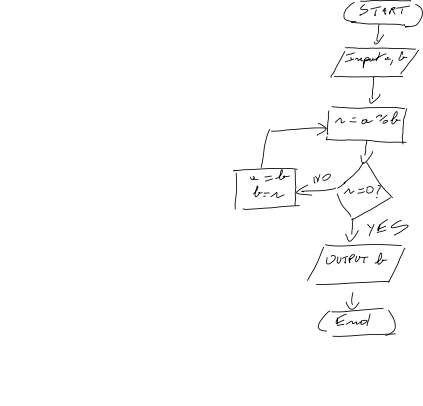 START
Input a, b
r = a % b
r=0?
NO
a = b
b=r
YES
OUTPUT b
End